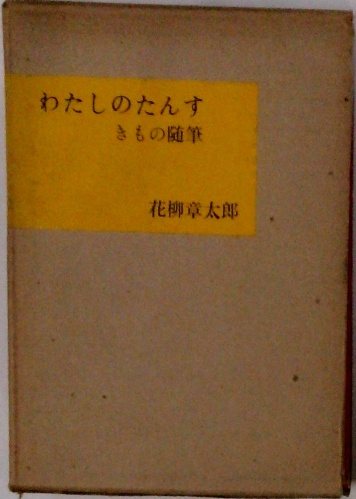 わたしのたんす
きもの随筆
花柳章太郎